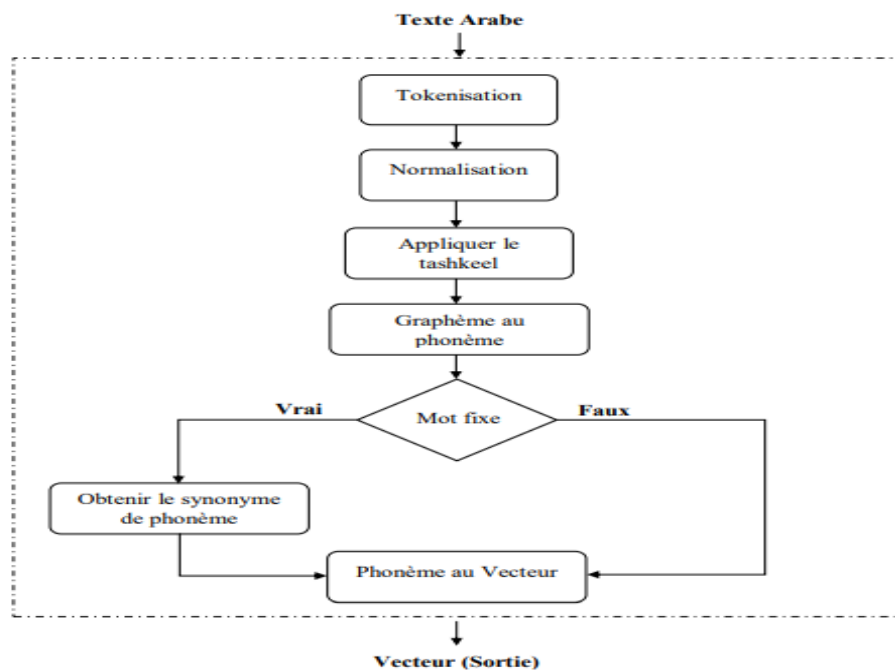 Texte Arabe
Tokenisation
Normalisation
Appliquer le
tashkeel
Graphème au
phonème
Vrai
Mot fixe
Faux
Obtenir le synonyme
de phonème
Phonème au Vecteur
Vecteur (Sortie)